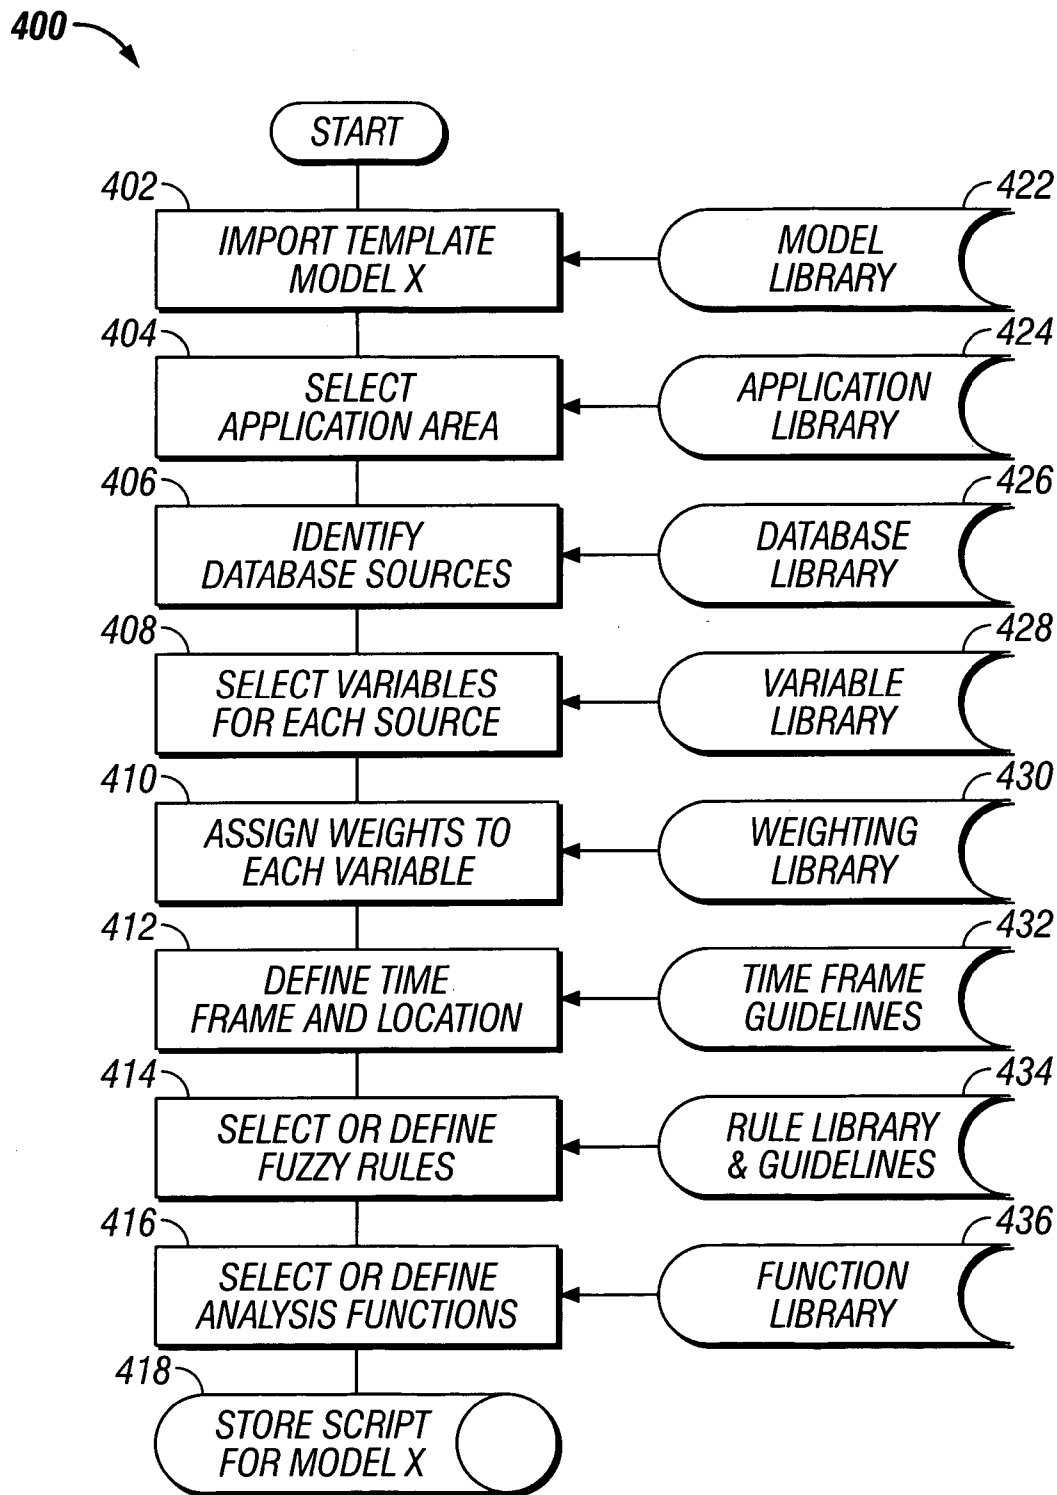 400
START
402
IMPORT TEMPLATE
MODEL X
422
MODEL
LIBRARY
404
SELECT
APPLICATION AREA
424
APPLICATION
LIBRARY
406
IDENTIFY
DATABASE SOURCES
426
DATABASE
LIBRARY
408
SELECT VARIABLES
FOR EACH SOURCE
428
VARIABLE
LIBRARY
410
ASSIGN WEIGHTS TO
EACH VARIABLE
430
WEIGHTING
LIBRARY
412
DEFINE TIME
FRAME AND LOCATION
432
TIME FRAME
GUIDELINES
414
SELECT OR DEFINE
FUZZY RULES
434
RULE LIBRARY
& GUIDELINES
416
SELECT OR DEFINE
ANALYSIS FUNCTIONS
436
FUNCTION
LIBRARY
418
STORE SCRIPT
FOR MODEL X